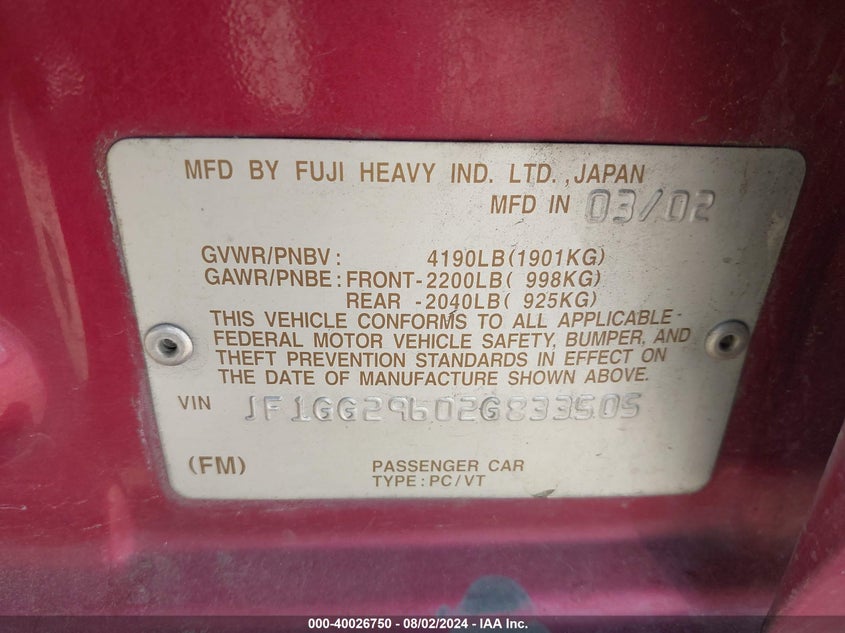 MFD BY FUJI HEAVY IND. LTD., JAPAN
MFD IN 03/02
GVWR/PNBV: 4190LB(1901KG)
GAWR/PNBE: FRONT-2200LB( 998KG)
REAR -2040LB( 925KG)
THIS VEHICLE CONFORMS TO ALL APPLICABLE
FEDERAL MOTOR VEHICLE SAFETY, BUMPER, AND
THEFT PREVENTION STANDARDS IN EFFECT ON
THE DATE OF MANUFACTURE SHOWN ABOVE.
VIN JF1GG29602G833505
(FM) PASSENGER CAR
TYPE:PC/VT
000-40026750 - 08/02/2024 - IAA Inc.